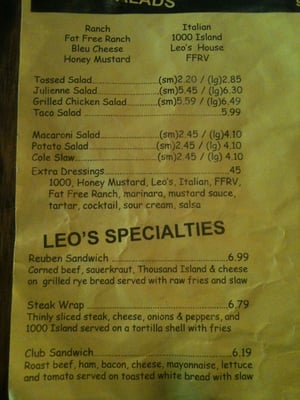 SALADS
Ranch Italian
Fat Free Ranch 1000 Island
Bleu Cheese Leo's House
Honey Mustard FFRV
Tossed Salad (sm)2.20 / (lg)2.85
Julienne Salad (sm)5.45 / (lg)6.30
Grilled Chicken Salad (sm)5.59 / (lg)6.49
Taco Salad 5.99
Macaroni Salad (sm)2.45 / (lg)4.10
Potato Salad (sm)2.45 / (lg) 4.10
Cole Slaw (sm)2.45 / (lg) 4.10
Extra Dressings .45
1000, Honey Mustard, Leo's, Italian, FFRV,
Fat Free Ranch, marinara, mustard sauce,
tartar, cocktail, sour cream, salsa
LEO'S SPECIALTIES
Reuben Sandwich 6.99
Corned beef, sauerkraut, Thousand Island & cheese
on grilled rye bread served with raw fries and slaw
Steak Wrap 6.79
Thinly sliced steak, cheese, onions & peppers, and
1000 Island served on a tortilla shell with fries
Club Sandwich 6.19
Roast beef, ham, bacon, cheese, mayonnaise, lettuce
and tomato served on toasted white bread with slaw